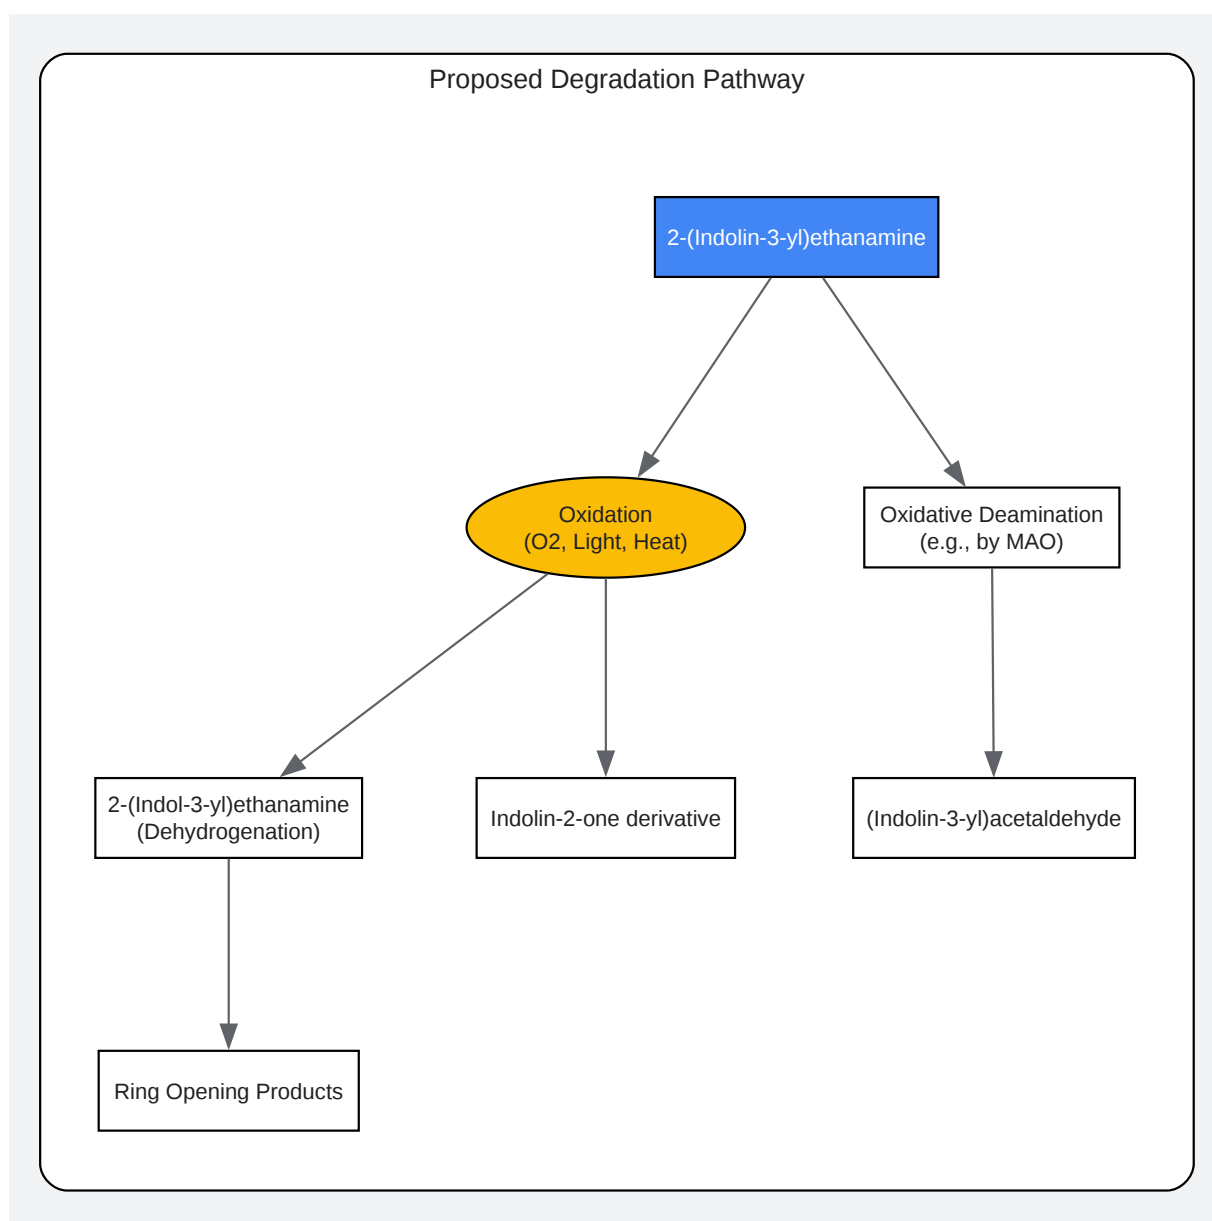 Proposed Degradation Pathway
2-(Indolin-3-yl)ethanamine
Oxidation
(O2, Light, Heat)
Oxidative Deamination
(e.g., by MAO)
2-(Indol-3-yl)ethanamine
(Dehydrogenation)
Indolin-2-one derivative
(Indolin-3-yl)acetaldehyde
Ring Opening Products